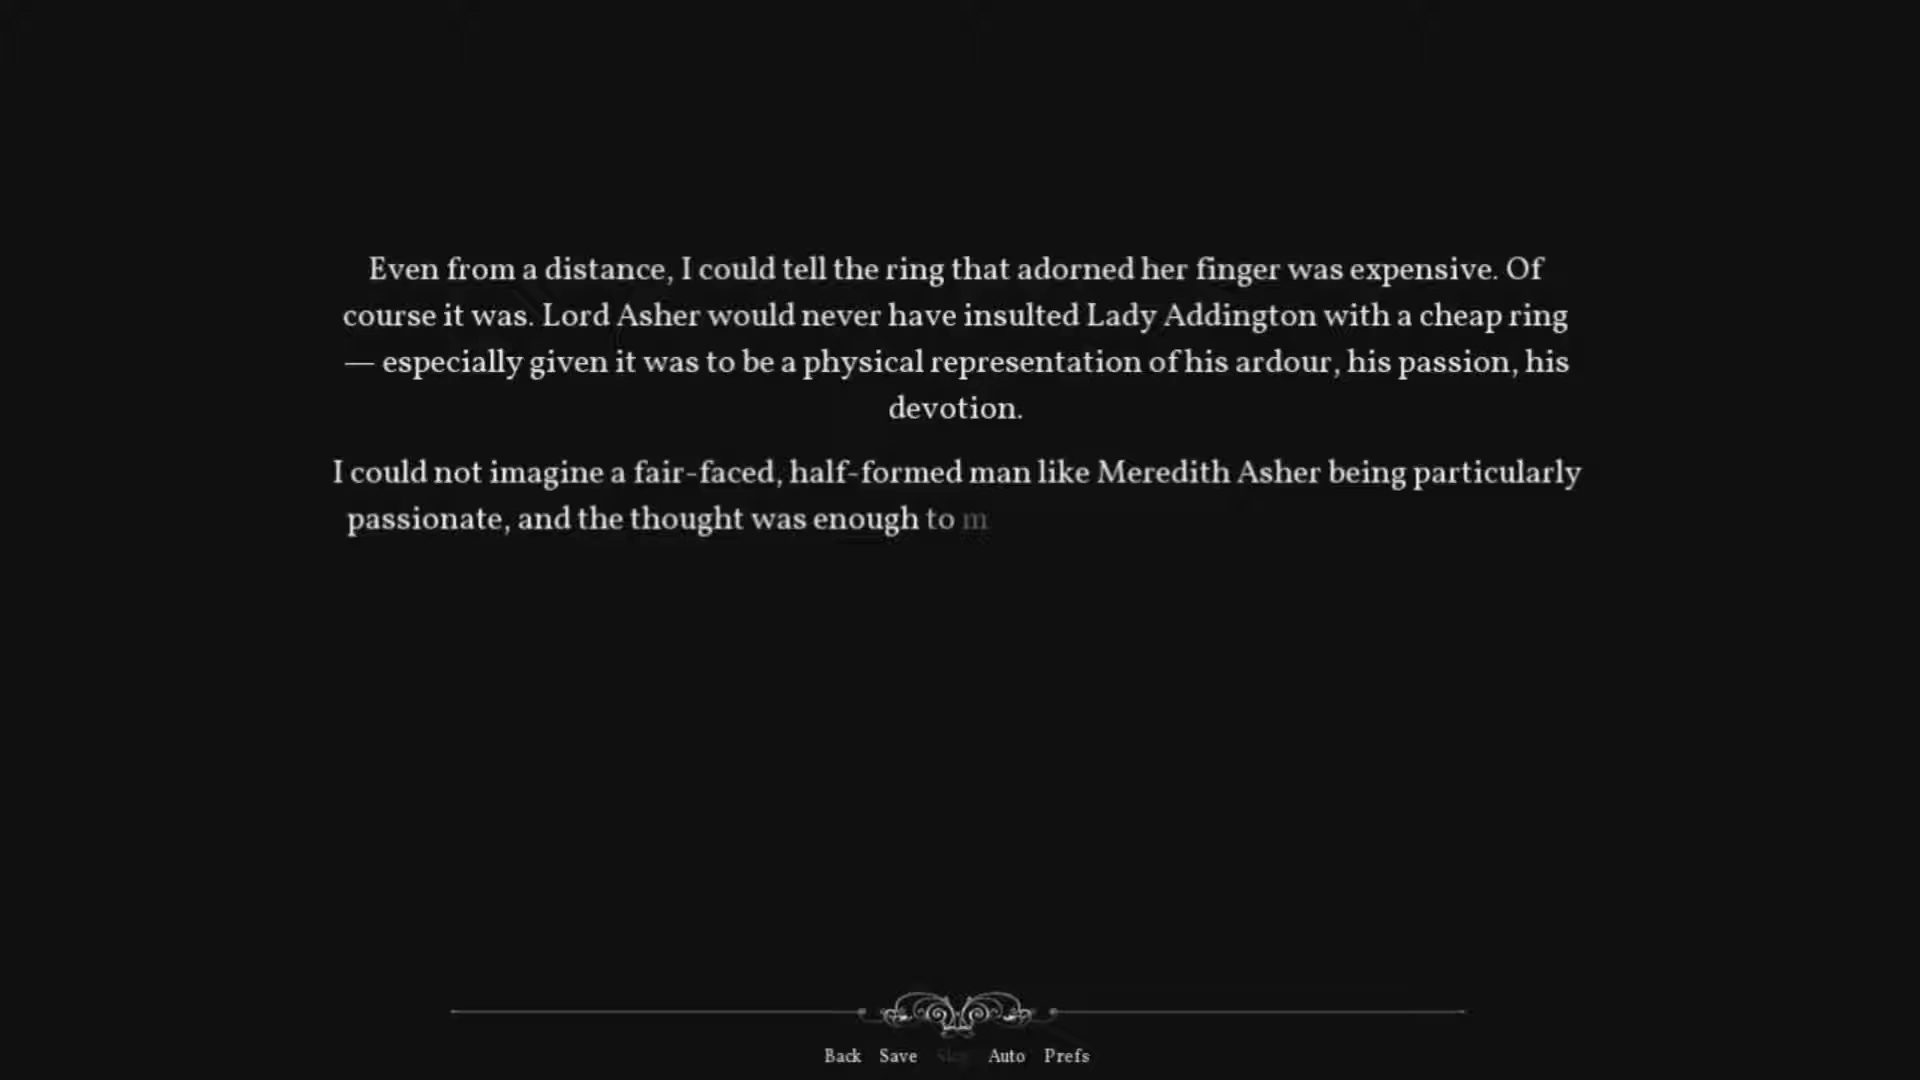 Even from a distance, I could tell the ring that adorned her finger was expensive. Of
course it was. Lord Asher would never have insulted Lady Addington with a cheap ring
— especially given it was to be a physical representation of his ardour, his passion, his
devotion.
I could not imagine a fair-faced, half-formed man like Meredith Asher being particularly
passionate, and the thought was enough to m
Back Save Skip Auto Prefs